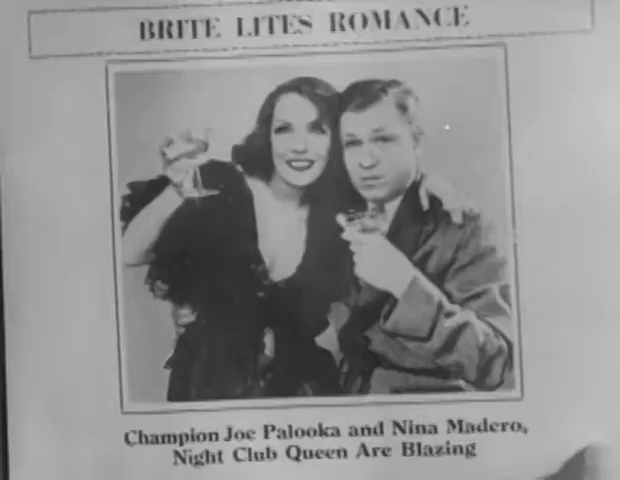 BRITE LITES ROMANCE
Champion Joe Palooka and Nina Madero,
Night Club Queen Are Blazing